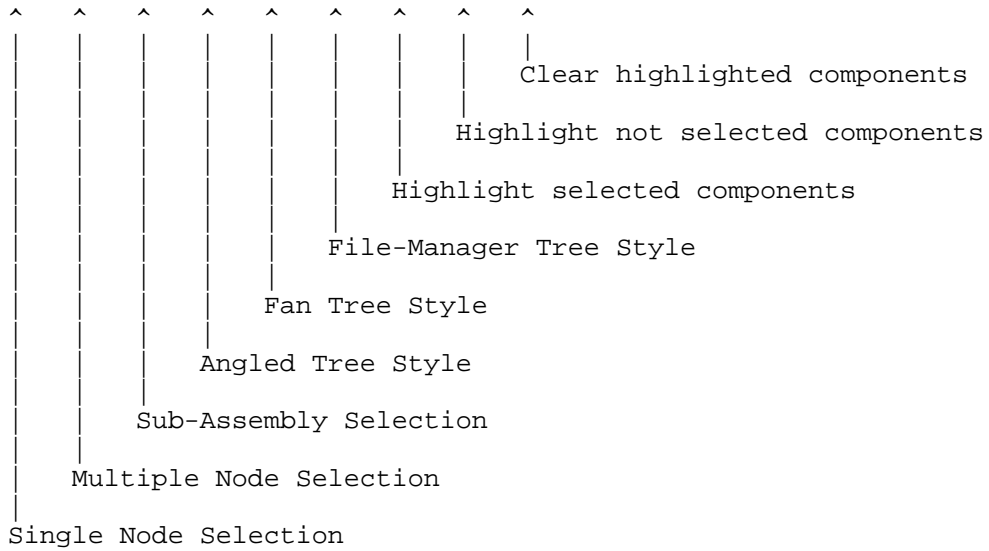 ^ ^ ^ ^ ^ ^ ^ ^ ^
Clear highlighted components
Highlight not selected components
Highlight selected components
File-Manager Tree Style
Fan Tree Style
Angled Tree Style
Sub-Assembly Selection
Multiple Node Selection
Single Node Selection